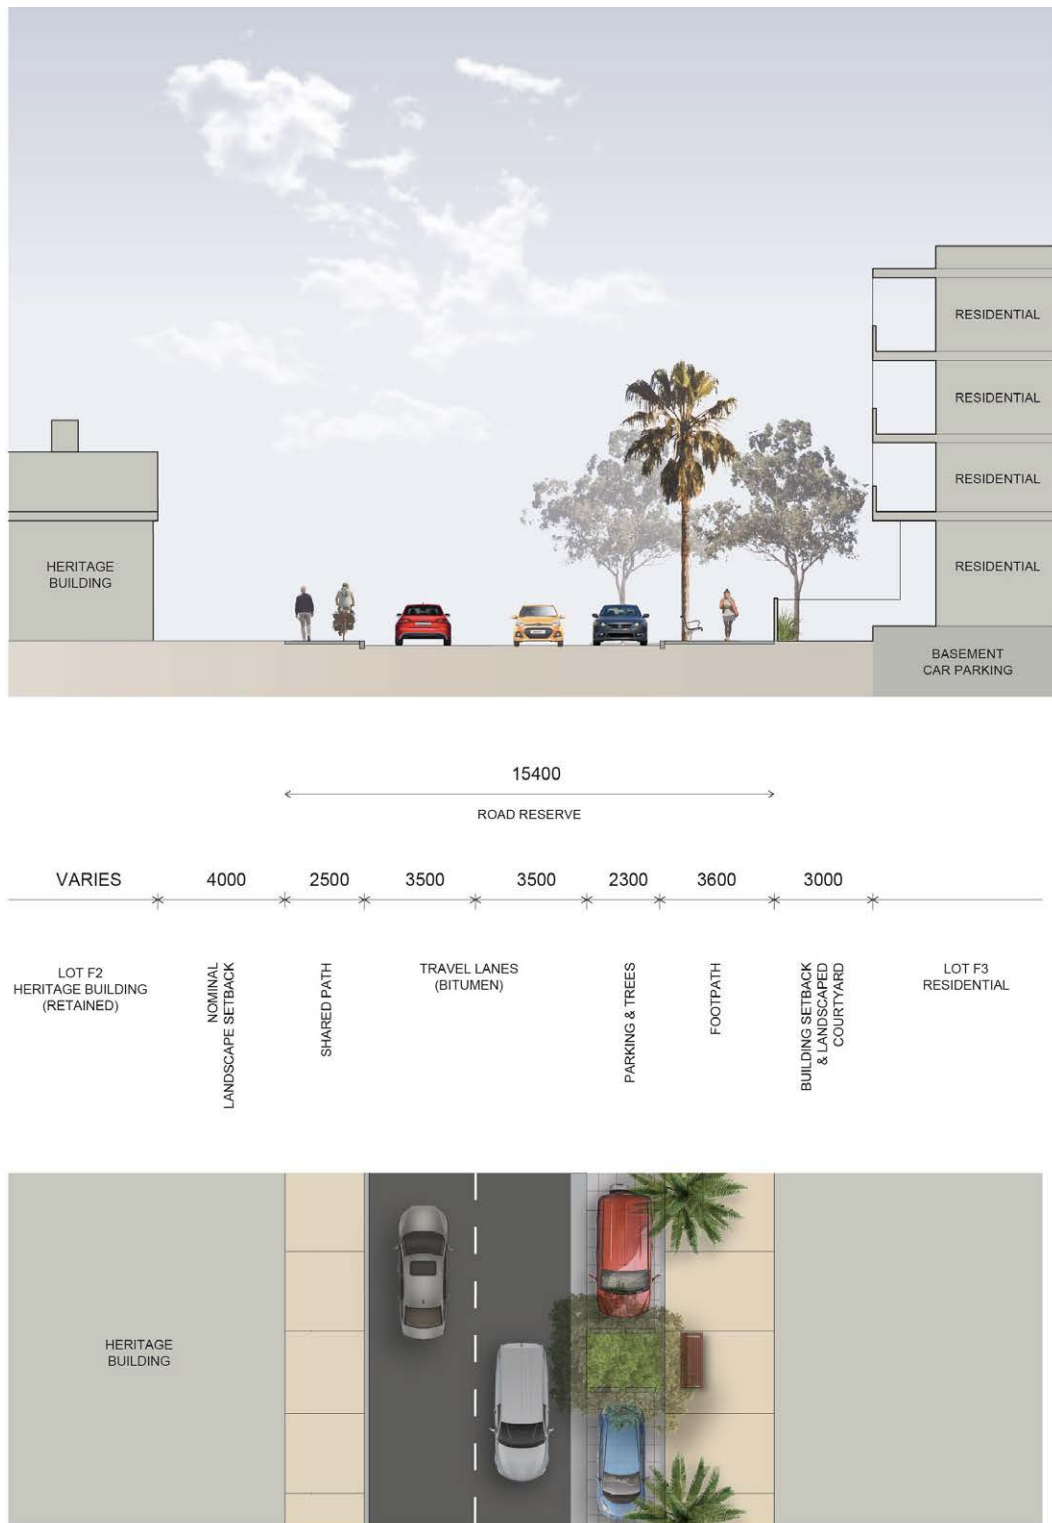 RESIDENTIAL
RESIDENTIAL
RESIDENTIAL
HERITAGE
BUILDING
RESIDENTIAL
BASEMENT
CAR PARKING
15400
ROAD RESERVE
VARIES
4000
2500
3500
3500
2300
3600
3000
LOT F2
HERITAGE BUILDING
(RETAINED)
NOMINAL
LANDSCAPE SETBACK
SHARED PATH
TRAVEL LANES
(BITUMEN)
PARKING & TREES
FOOTPATH
BUILDING SETBACK
& LANDSCAPED
COURTYARD
LOT F3
RESIDENTIAL
HERITAGE
BUILDING